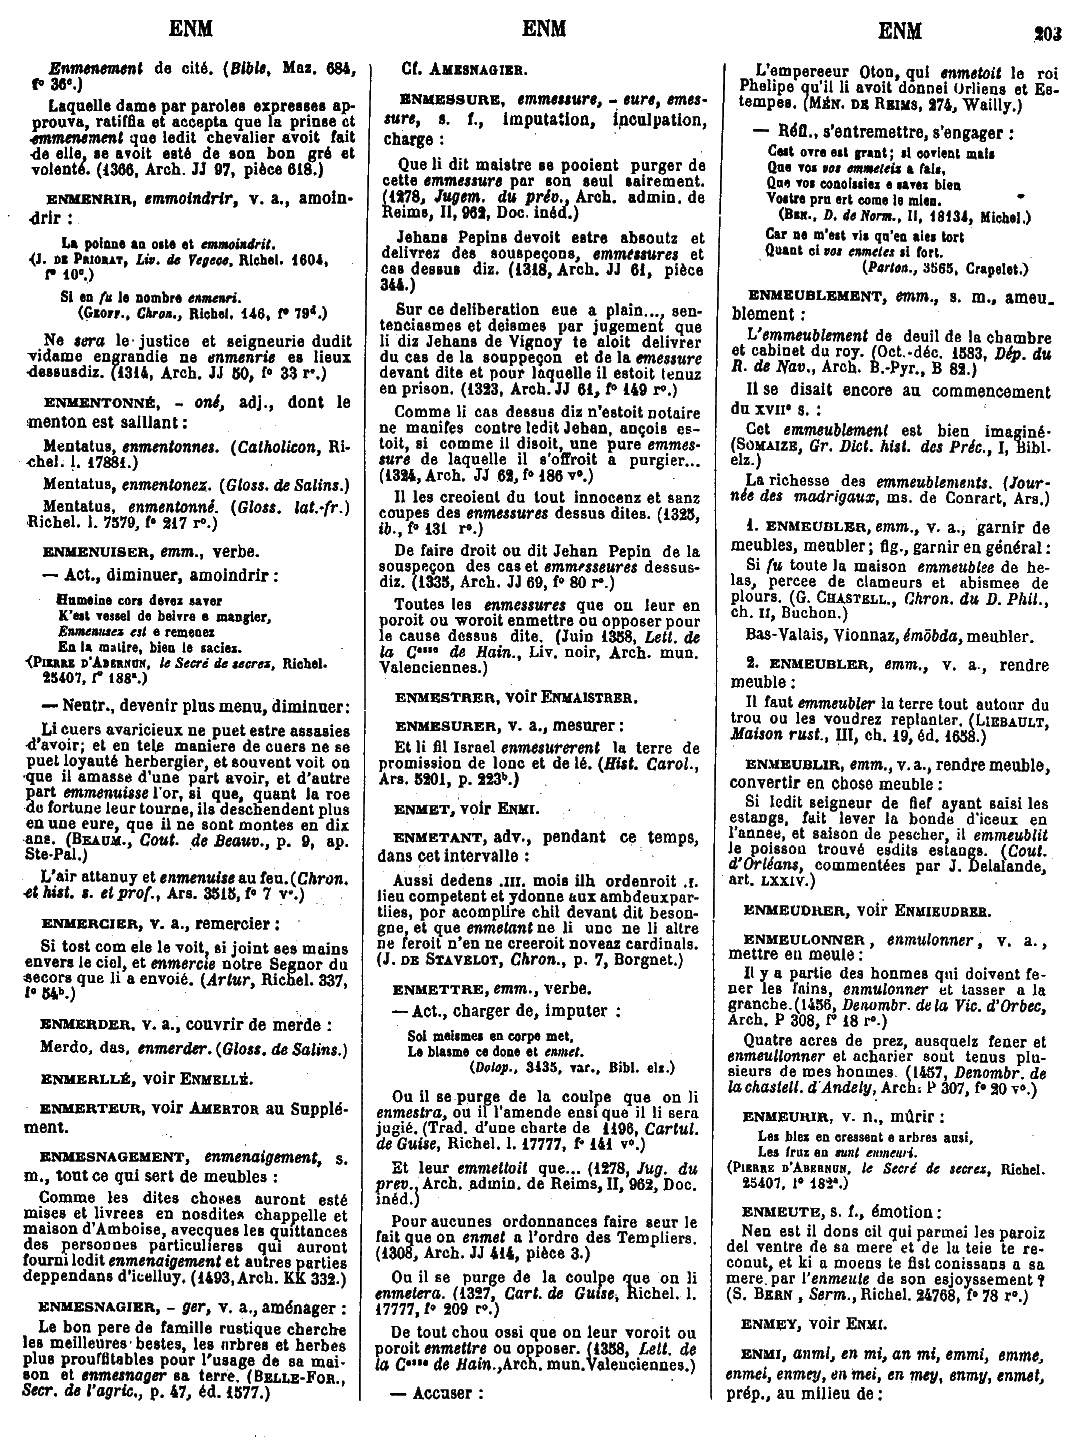 ENM
ENM
ENM
203
Enmenement de cité. (Bible, Maz. 684,
f° 36c.)
Laquelle dame par paroles expresses ap-
prouva, ratiffia et accepta que la prinse et
emmenement que ledit chevalier avoit fait
de elle, se avoit esté de son bon gré et
volenté. (1366, Arch. JJ 97, pièce 618.)
ENMENRIR, emmoindrir, v. a., amoin-
drir :
La poinne an oste et emmoindrit.
(J. DE PRIORAT, Liv. de Vegece, Richel. 1604,
f° 10c.)
Si en fu le nombre enmenri.
(GEOFF., Chron., Richel. 146, f° 79d.)
Ne sera le justice et seigneurie dudit
vidame engrandie ne enmenrie es lieux
dessusdiz. (1314, Arch. JJ 50, f° 33 r°.)
ENMENTONNÉ, - oné, adj., dont le
menton est saillant :
Mentatus, enmentonnes. (Catholicon, Ri-
chel. l. 17881.)
Mentatus, enmentonez. (Gloss. de Salins.)
Mentatus, enmentonné. (Gloss. lat.-fr.)
Richel. l. 7579, f° 217 r°.)
ENMENUISER, emm., verbe.
— Act., diminuer, amoindrir :
Humeine cors devez saver
K'est vessel de beivre e mangier,
Enmenusez est e remenez
En la matire, bien le saciez.
(PIERRE D'ABERNUN, le Secré de secrez, Richel.
25407, f° 188a.)
— Neutr., devenir plus menu, diminuer :
Li cuers avaricieux ne puet estre assasies
d'avoir; et en tele maniere de cuers ne se
puet loyauté herbergier, et souvent voit on
que il amasse d'une part avoir, et d'autre
part emmenuisse l'or, si que, quant la roe
de fortune leur tourne, ils deschendent plus
en une eure, que il ne sont montes en dix
ans. (BEAUM., Cout. de Beauv., p. 9, ap.
Ste-Pal.)
L'air attanuy et enmenuise au feu. (Chron.
et hist. s. et prof., Ars. 3515, f° 7 v°.)
ENMERCIER, v. a., remercier :
Si tost com ele le voit, si joint ses mains
envers le ciel, et enmercie notre Segnor du
secors que li a envoié. (Artur, Richel. 337,
f° 54b.)
ENMERDER, v. a., couvrir de merde :
Merdo, das, enmerder. (Gloss. de Salins.)
ENMERLLÉ, voir ENMELLÉ.
ENMERTEUR, voir AMERTOR au Supplé-
ment.
ENMESNAGEMENT, enmenaigement, s.
m., tout ce qui sert de meubles :
Comme les dites choses auront esté
mises et livrees en nosdites chappelle et
maison d'Amboise, avecques les quittances
des personnes particulieres qui auront
fourni ledit enmenaigement et autres parties
deppendans d'icelluy. (1493, Arch. KK 332.)
ENMESNAGIER, - ger, v. a., aménager :
Le bon pere de famille rustique cherche
les meilleures bestes, les arbres et herbes
plus prouffitables pour l'usage de sa mai-
son et enmesnager sa terre. (BELLE-FOR.,
Secr. de l'agric., p. 47, éd. 1577.)
Cf. AMESNAGIER.
ENMESSURE, emmessure, - eure, emes-
sure, s. f., imputation, inculpation,
charge :
Que li dit maistre se pooient purger de
cette emmessure par son seul sairement.
(1278, Jugem. du prév., Arch. admin. de
Reims, II, 962, Doc. inéd.)
Jehans Pepins devoit estre absoutz et
delivrez des souspeçons, emmessures et
cas dessus diz. (1318, Arch. JJ 61, pièce
344.)
Sur ce deliberation eue a plain..., sen-
tenciasmes et deismes par jugement que
li diz Jehans de Vignoy te aloit delivrer
du cas de la souppeçon et de la emessure
devant dite et pour laquelle il estoit tenuz
en prison. (1323, Arch. JJ 61, f° 149 r°.)
Comme li cas dessus diz n'estoit notaire
ne manifes contre ledit Jehan, ançois es-
toit, si comme il disoit, une pure emmes-
sure de laquelle il s'offroit a purgier...
(1324, Arch. JJ 62, f° 186 v°.)
Il les creoient du tout innocenz et sanz
coupes des enmessures dessus dites. (1325,
ib., f° 131 r°.)
De faire droit ou dit Jehan Pepin de la
souspeçon des cas et emmesseures dessus-
diz. (1335, Arch. JJ 69, f° 80 r°.)
Toutes les enmessures que on leur en
poroit ou woroit enmettre ou opposer pour
le cause dessus dite. (Juin 1358, Lett. de
la Csse de Hain., Liv. noir, Arch. mun.
Valenciennes.)
ENMESTRER, voir ENMAISTRER.
ENMESURER, v. a., mesurer :
Et li fil Israel enmesurerent la terre de
promission de lonc et de lé. (Hist. Carol.,
Ars. 5201, p. 223b.)
ENMET, voir ENMI.
ENMETANT, adv., pendant ce temps,
dans cet intervalle :
Aussi dedens .III. mois ilh ordenroit .I.
lieu competent et ydonne aux ambdeuxpar-
tlies, por acomplire chil devant dit beson-
gne, et que enmetant ne li unc ne li altre
ne feroit n'en ne creeroit noveaz cardinals.
(J. DE STAVELOT, Chron., p. 7, Borgnet.)
ENMETTRE, emm., verbe.
— Act., charger de, imputer :
Soi meismes en corpe met,
Le blasme ce done et enmet.
(Dolop., 3435, var., Bibl. elz.)
Ou il se purge de la coulpe que on li
enmestra, ou il l'amende ensi que il li sera
jugié. (Trad. d'une charte de 1196, Cartul.
de Guise, Richel. l. 17777, f° 141 v°.)
Et leur emmettoit que... (1278, Jug. du
prev., Arch. admin. de Reims, II, 962, Doc.
inéd.)
Pour aucunes ordonnances faire seur le
fait que on enmet a l'ordre des Templiers.
(1308, Arch. JJ 414, pièce 3.)
Ou il se purge de la coulpe que on li
enmetera. (1327, Cart. de Guise, Richel. l.
17777, f° 209 r°.)
De tout chou ossi que on leur voroit ou
poroit enmettre ou opposer. (1358, Lett. de
la Csse de Hain., Arch. mun. Valenciennes.)
— Accuser :
L'empereeur Oton, qui enmetoit le roi
Phelipe qu'il li avoit donnei Orliens et Es-
tempes. (MÉN. DE REIMS, 274, Wailly.)
— Réfl., s'entremettre, s'engager :
Cest ovre est grant; si covient mais
Que vos vos emmeteis a fais,
Que vos conoissiez e savez bien
Vostre pru ert come le mien.
(BEN., D. de Norm., II, 18134, Michel.)
Car ne m'est vis qu'en aies tort
Quant ci vos enmetes si fort.
(Parton., 3565, Crapelet.)
ENMEUBLEMENT, emm., s. m., ameu-
blement :
L'emmeublement de deuil de la chambre
et cabinet du roy. (Oct.-déc. 1583, Dép. du
R. de Nav., Arch. B.-Pyr., B 82.)
Il se disait encore au commencement
du XVIIe s. :
Cet emmeublement est bien imaginé.
(SOMAIZE, Gr. Dict. hist. des Préc., I, Bibl.
elz.)
La richesse des emmeublements. (Jour-
née des madrigaux, ms. de Conrart, Ars.)
1. ENMEUBLER, emm., v. a., garnir de
meubles, meubler ; fig., garnir en général :
Si fu toute la maison emmeublee de he-
las, percee de clameurs et abismee de
plours. (G. CHASTELL., Chron. du D. Phil.,
ch. II, Buchon.)
Bas-Valais, Vionnaz, émöbda, meubler.
2. ENMEUBLER, emm., v. a., rendre
meuble :
Il faut emmeubler la terre tout autour du
trou ou les voudrez replanter. (LIEBAULT,
Maison rust., III, ch. 19, éd. 1658.)
ENMEUBLIR, emm., v. a., rendre meuble,
convertir en chose meuble :
Si ledit seigneur de fief ayant saisi les
estangs, fait lever la bonde d'iceux en
l'annee, et saison de pescher, il emmeublit
le poisson trouvé esdits estangs. (Cout.
d'Orléans, commentées par J. Delalande,
art. LXXIV.)
ENMEUDRER, voir ENMIEUDRER.
ENMEULONNER, enmulonner, v. a.,
mettre en meule :
Il y a partie des honmes qui doivent fe-
ner les fains, enmulonner et tasser a la
granche. (1456, Denombr. de la Vic. d'Orbec,
Arch. P 308, f° 18 r°.)
Quatre acres de prez, ausquelz fener et
enmeullonner et acharier sont tenus plu-
sieurs de mes honmes. (1457, Denombr. de
la chastell. d'Andely, Arch. P 307, f° 20 v°.)
ENMEURIR, v. n., mûrir :
Les blez en cressent e arbres ausi,
Les fruz en sunt enmeuri.
(PIERRE D'ABERNUN, le Secré de secrez, Richel.
25407, f° 182a.)
ENMEUTE, s. f., émotion :
Nen est il dons cil qui parmei les paroiz
del ventre de sa mere et de la teie te re-
conut, et ki a moens te fist conissans a sa
mere par l'enmeute de son esjoyssement ?
(S. BERN, Serm., Richel. 24768, f° 78 r°.)
ENMEY, voir ENMI.
ENMI, anmi, en mi, an mi, emmi, emme,
enmei, enmey, en mei, en mey, enmy, enmet,
prép., au milieu de :